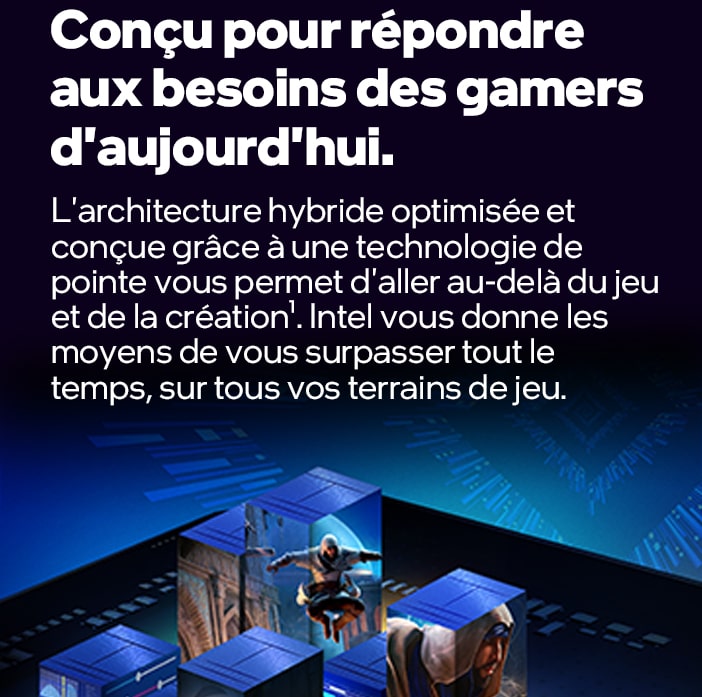 Conçu pour répondre
aux besoins des gamers
d'aujourd'hui.
L'architecture hybride optimisée et
conçue grâce à une technologie de
pointe vous permet d'aller au-delà du jeu
et de la création¹. Intel vous donne les
moyens de vous surpasser tout le
temps, sur tous vos terrains de jeu.